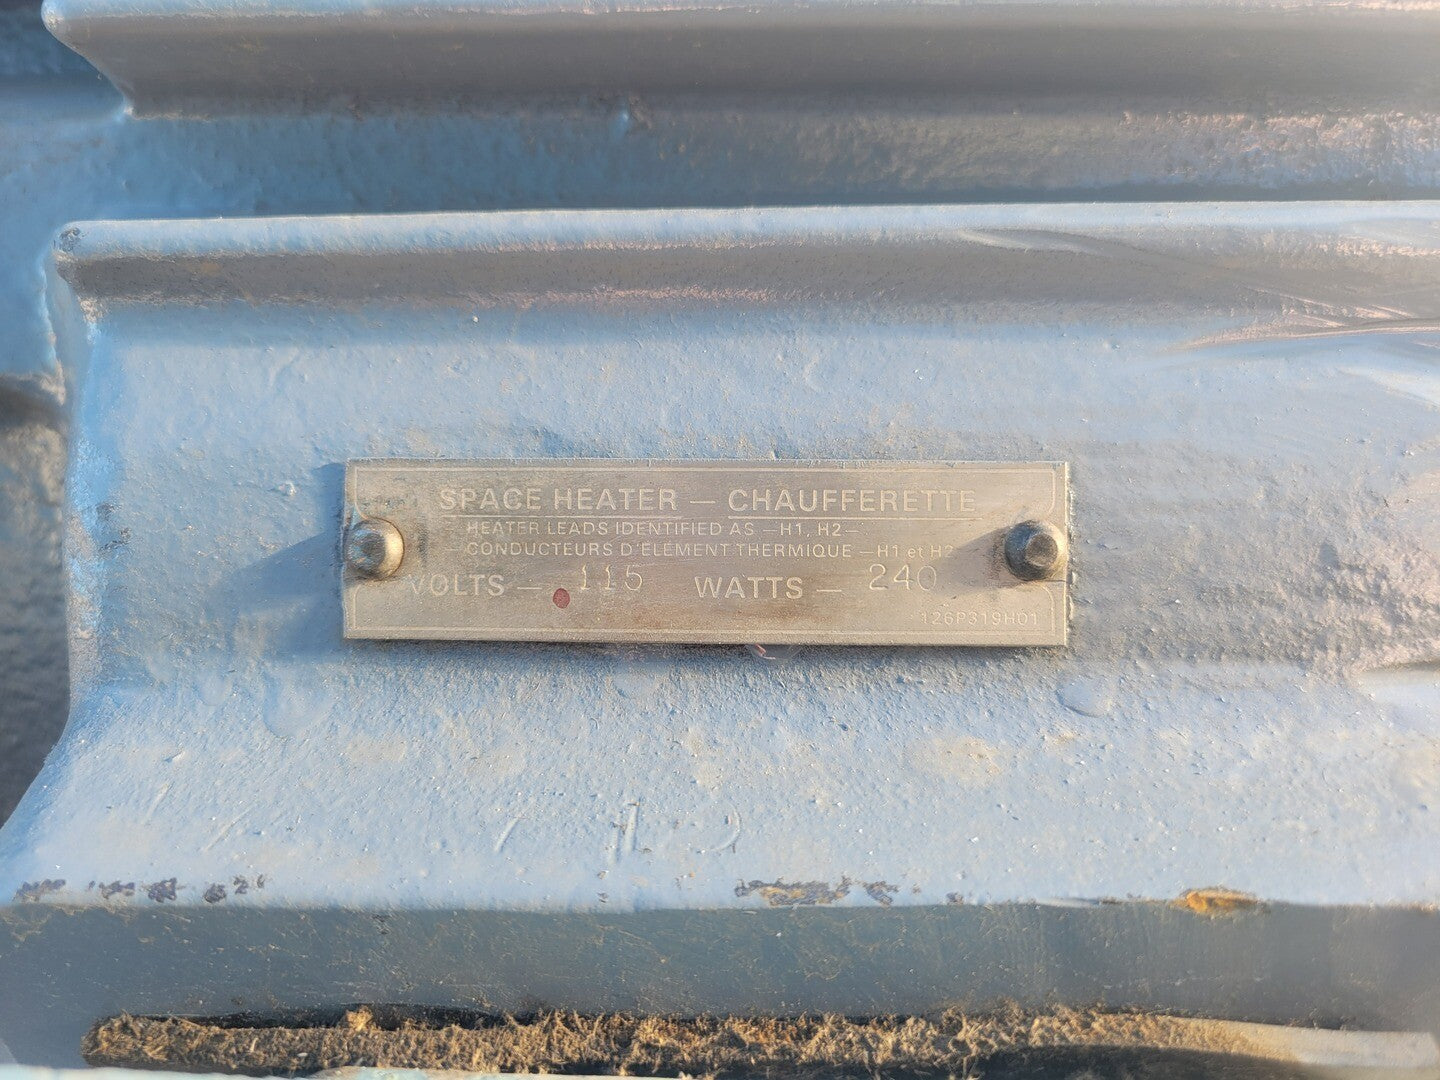 SPACE HEATER — CHAUFFERETTE
HEATER LEADS IDENTIFIED AS —H1, H2—
—CONDUCTEURS D'ELÉMENT THERMIQUE —H1 et H2
VOLTS — 115 WATTS — 240
126P319H01